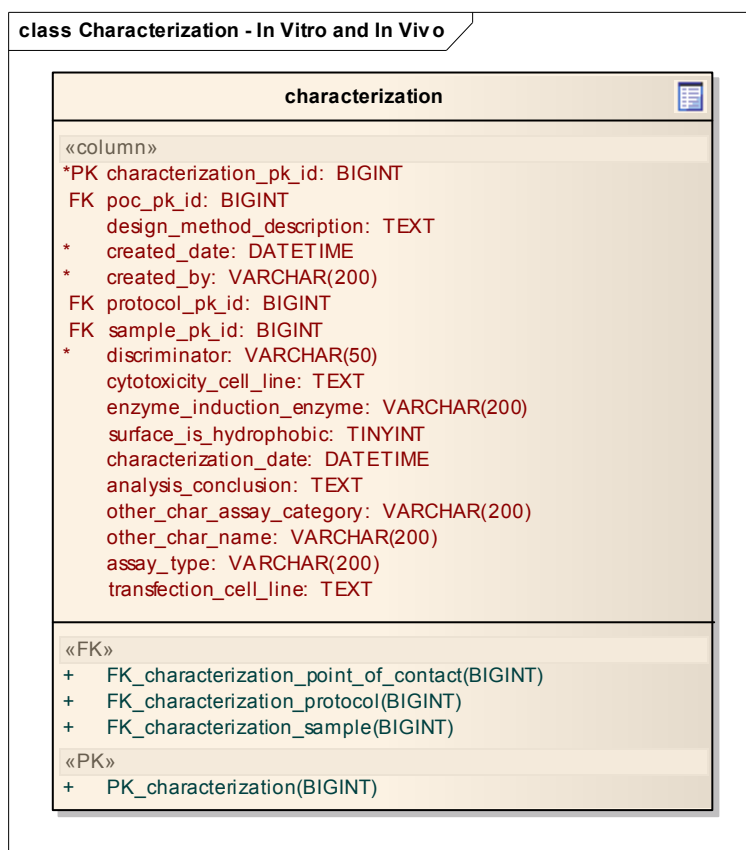 class Characterization - In Vitro and In Vivo
characterization
«column»
*PK characterization_pk_id: BIGINT
FK poc_pk_id: BIGINT
design_method_description: TEXT
* created_date: DATETIME
* created_by: VARCHAR(200)
FK protocol_pk_id: BIGINT
FK sample_pk_id: BIGINT
* discriminator: VARCHAR(50)
cytotoxicity_cell_line: TEXT
enzyme_induction_enzyme: VARCHAR(200)
surface_is_hydrophobic: TINYINT
characterization_date: DATETIME
analysis_conclusion: TEXT
other_char_assay_category: VARCHAR(200)
other_char_name: VARCHAR(200)
assay_type: VARCHAR(200)
transfection_cell_line: TEXT
«FK»
+ FK_characterization_point_of_contact(BIGINT)
+ FK_characterization_protocol(BIGINT)
+ FK_characterization_sample(BIGINT)
«PK»
+ PK_characterization(BIGINT)